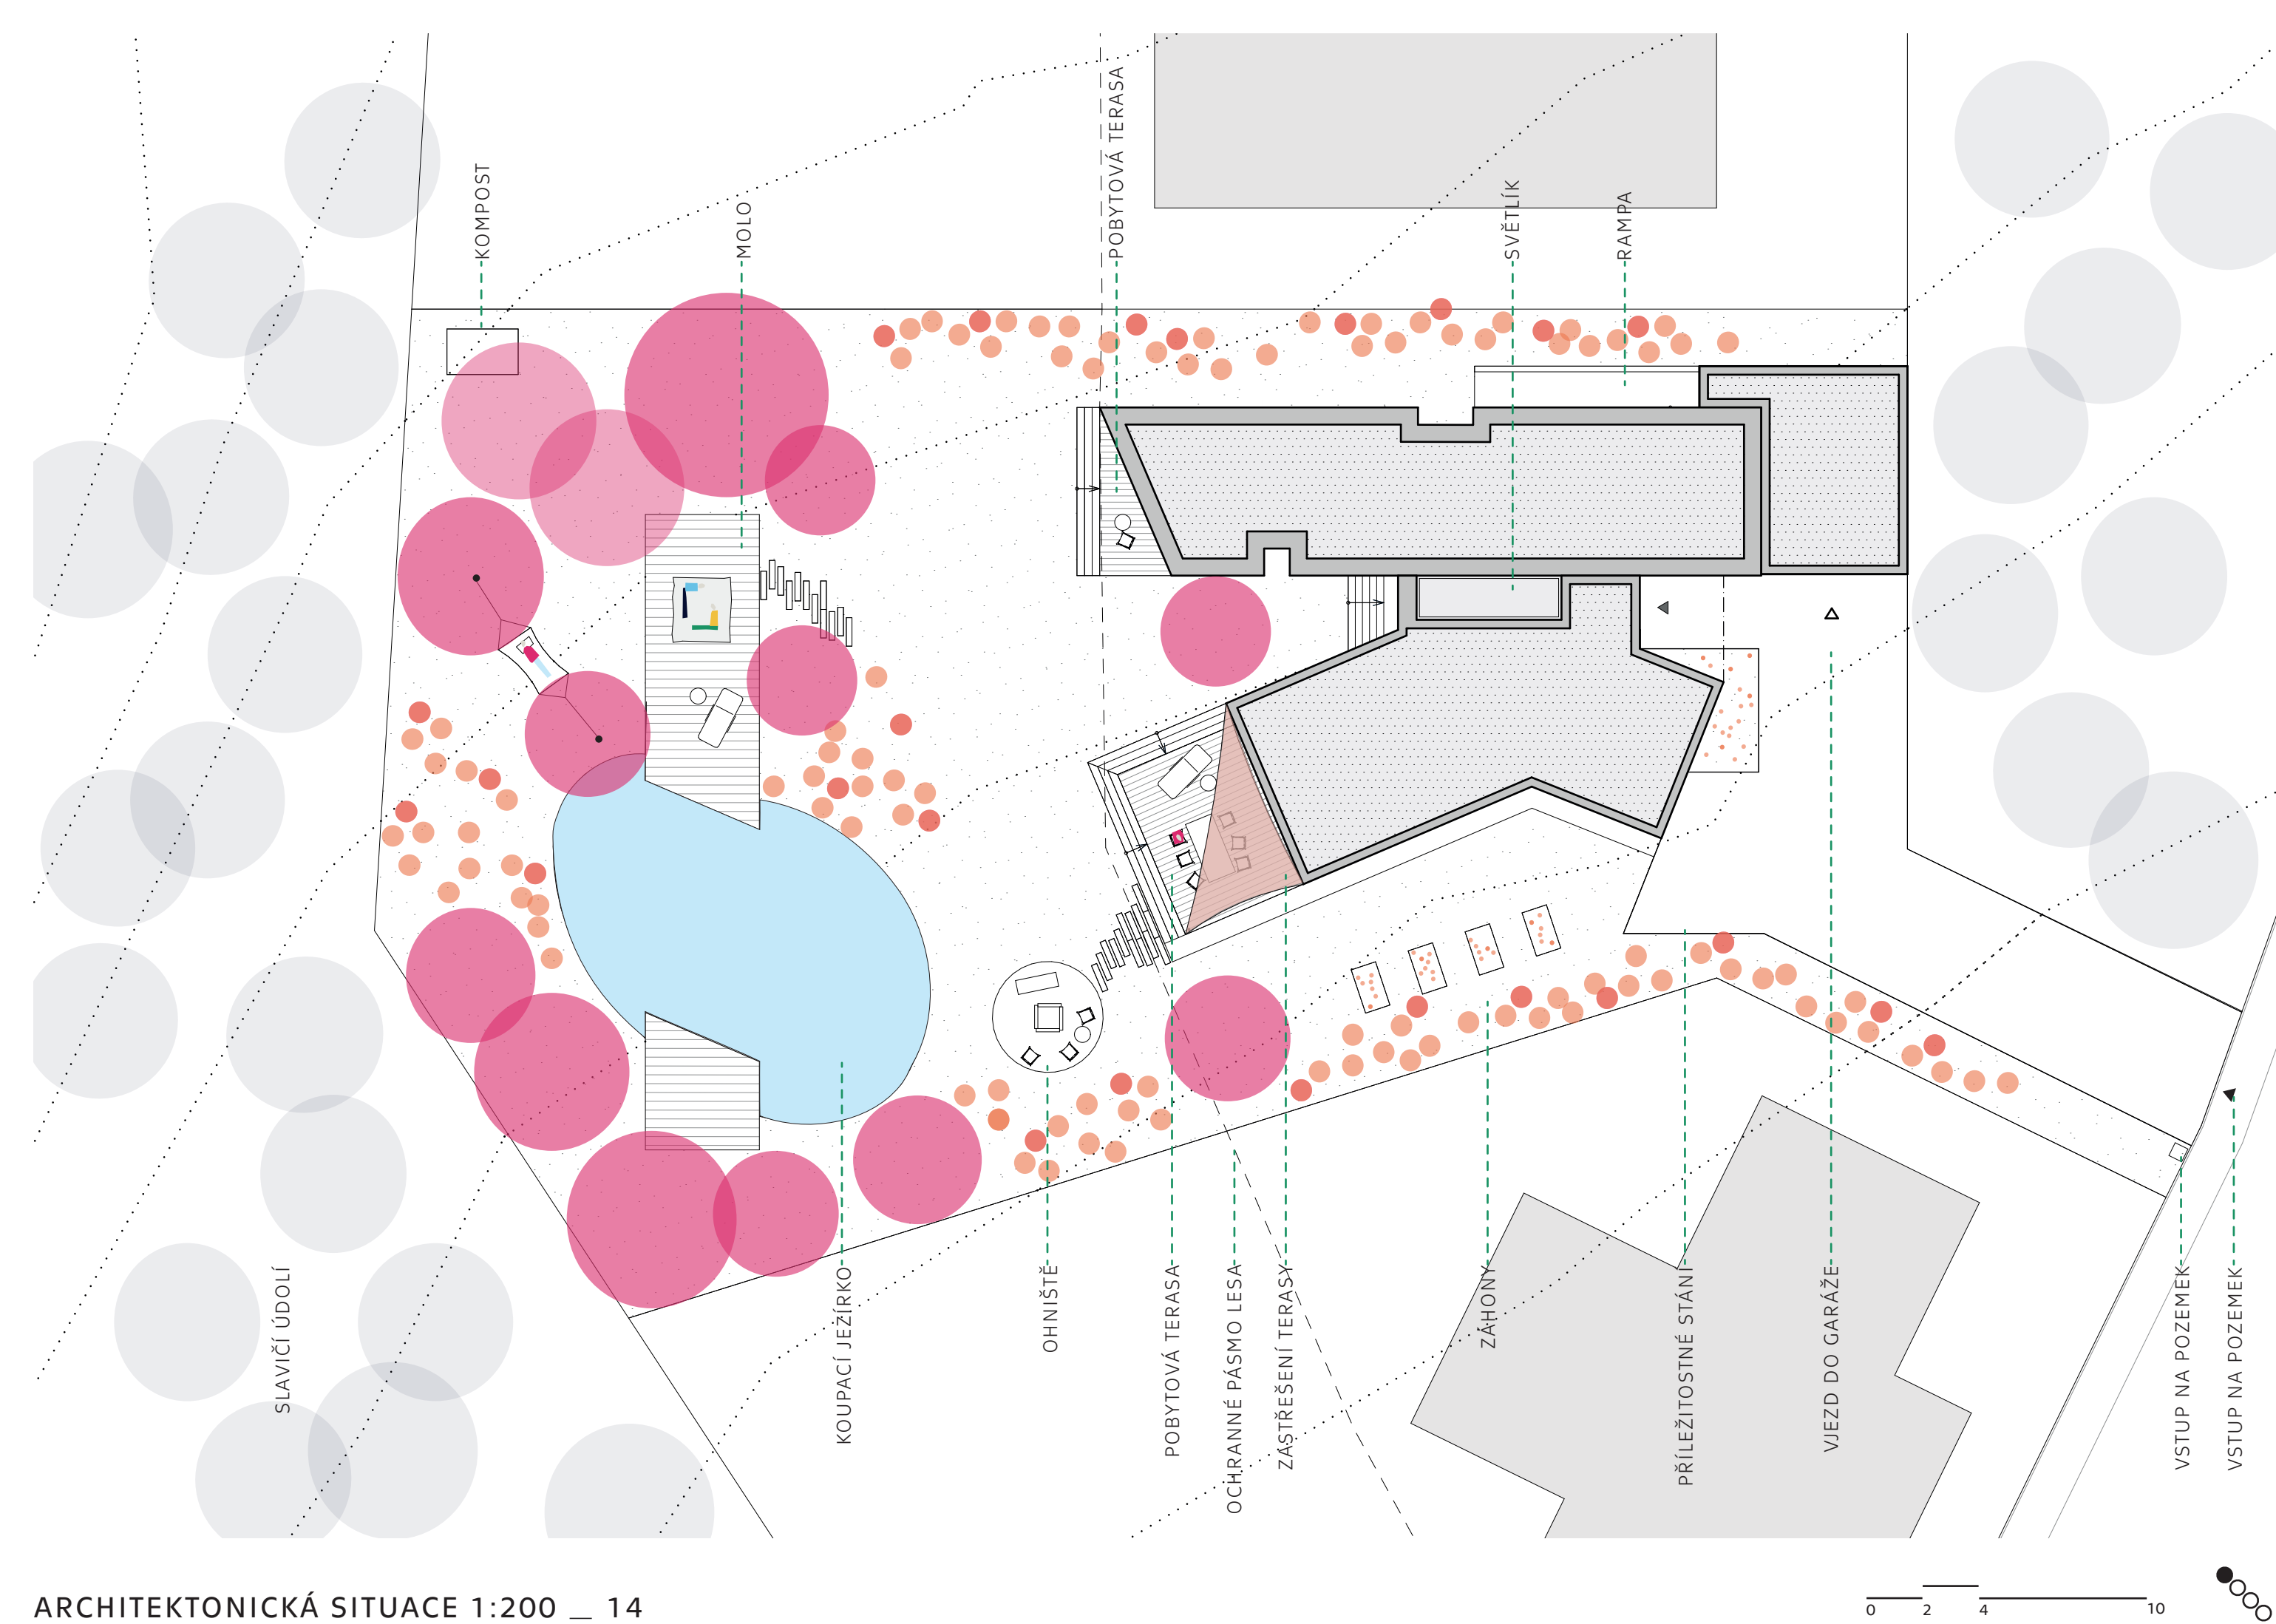 KOMPOST
MOLO
POBYTOVÁ TERASA
SVĚTLÍK
RAMPA
SLAVIČÍ ÚDOLÍ
KOUPACÍ JEZÍRKO
OHNIŠTĚ
POBYTOVÁ TERASA
OCHRANNÉ PÁSMO LESA
ZÁSTŘEŠENÍ TERASY
ZÁHONY
PŘÍLEŽITOSTNÉ STÁNÍ
VJEZD DO GARÁŽE
VSTUP NA POZEMEK
VSTUP NA POZEMEK
ARCHITEKTONICKÁ SITUACE 1:200 __ 14
0 2 4 10